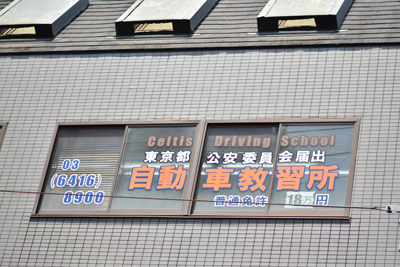 Celtis Driving School
東京都公安委員会届出
自動車教習所
普通免許 18万円
03
(6416)
8900